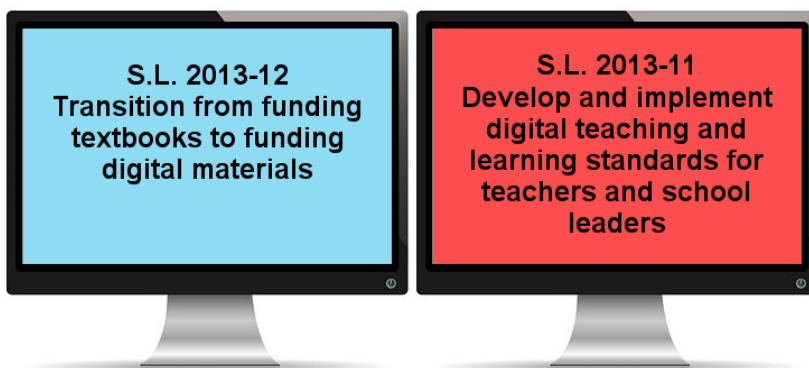 S.L. 2013-12
Transition from funding
textbooks to funding
digital materials
S.L. 2013-11
Develop and implement
digital teaching and
learning standards for
teachers and school
leaders